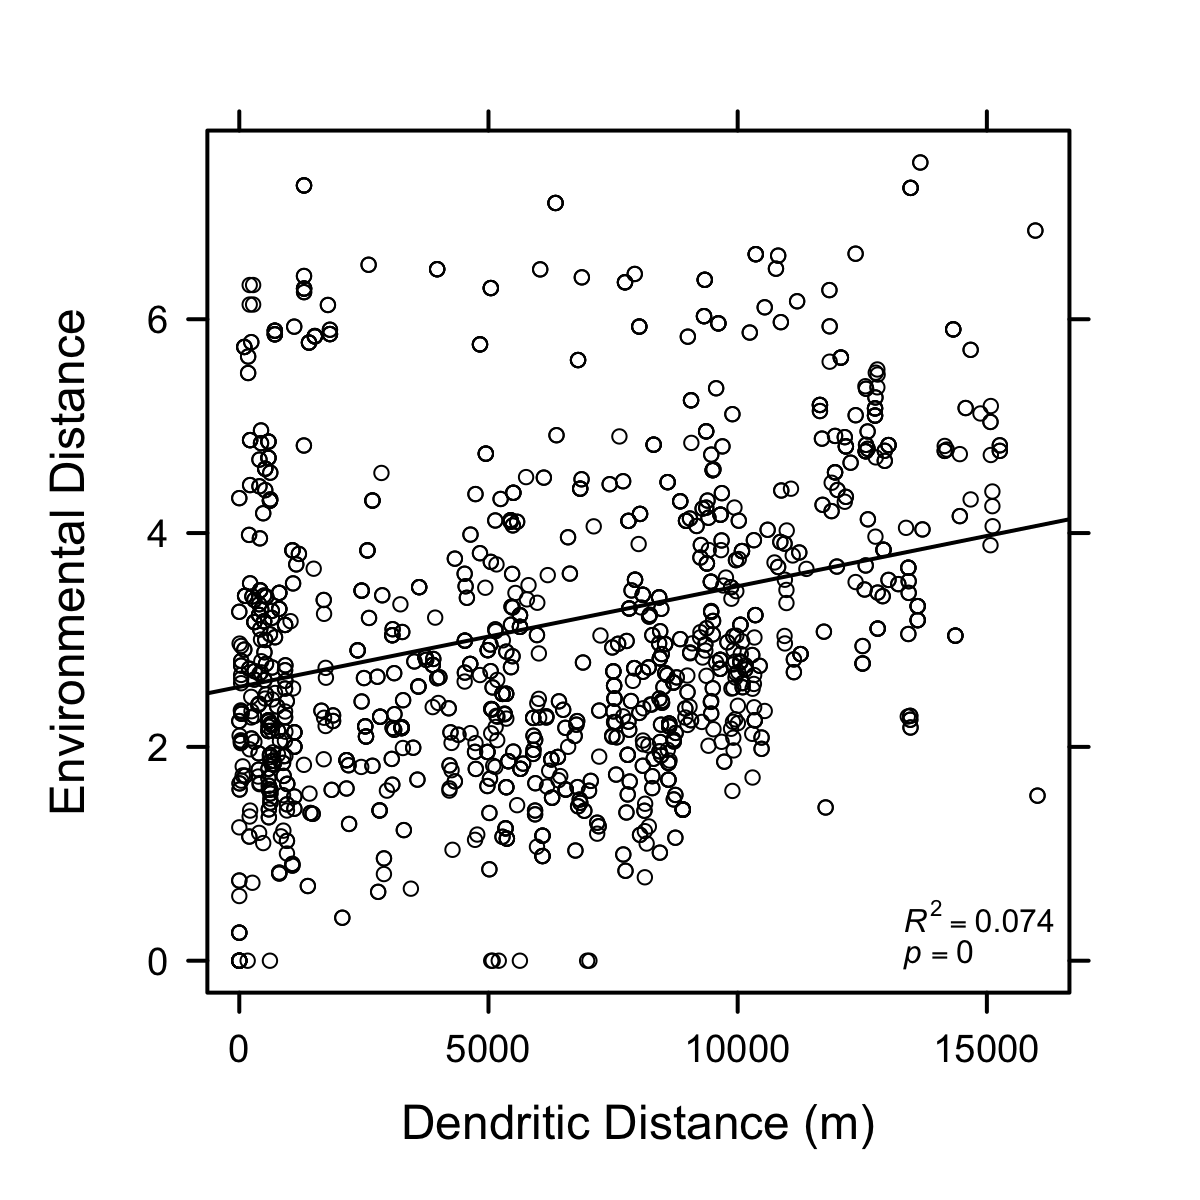 Environmental Distance
6
4
2
0
R² = 0.074
p = 0
0 5000 10000 15000
Dendritic Distance (m)